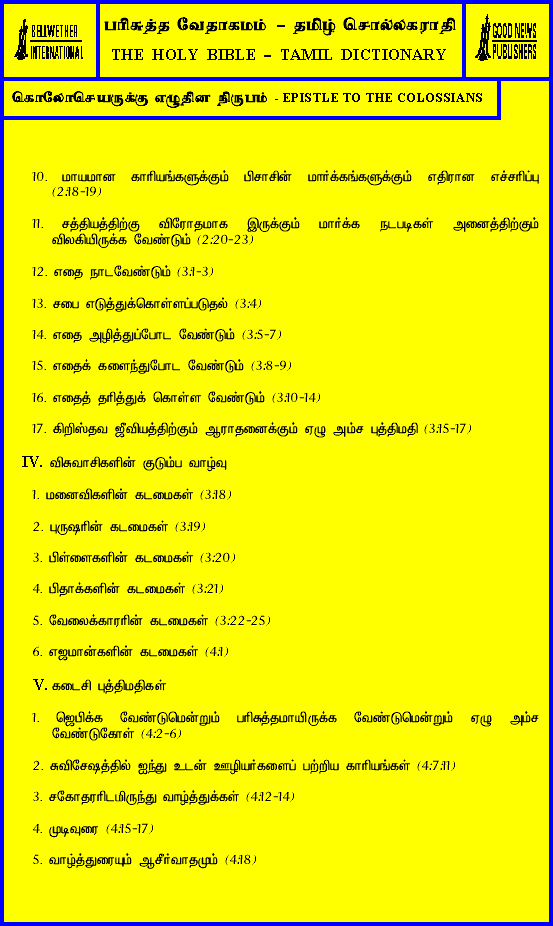 BELLWETHER
INTERNATIONAL
பரிசுத்த வேதாகமம் – தமிழ் சொல்லகராதி
THE HOLY BIBLE – TAMIL DICTIONARY
GOOD NEWS
PUBLISHERS
கொலோசெயருக்கு எழுதின நிருபம் - EPISTLE TO THE COLOSSIANS
10. மாயமான காரியங்களுக்கும் பிசாசின் மார்க்கங்களுக்கும் எதிரான எச்சரிப்பு
(2:18-19)
11. சத்தியத்திற்கு விரோதமாக இருக்கும் மார்க்க நடபடிகள் அனைத்திற்கும்
விலகியிருக்க வேண்டும் (2:20-23)
12. எதை நாடவேண்டும் (3:1-3)
13. சபை எடுத்துக்கொள்ளப்படுதல் (3:4)
14. எதை அழித்துப்போட வேண்டும் (3:5-7)
15. எதைக் களைந்துபோட வேண்டும் (3:8-9)
16. எதைத் தரித்துக் கொள்ள வேண்டும் (3:10-14)
17. கிறிஸ்தவ ஜீவியத்திற்கும் ஆராதனைக்கும் ஏழு அம்ச புத்திமதி (3:15-17)
IV. விசுவாசிகளின் குடும்ப வாழ்வு
1. மனைவிகளின் கடமைகள் (3:18)
2. புருஷரின் கடமைகள் (3:19)
3. பிள்ளைகளின் கடமைகள் (3:20)
4. பிதாக்களின் கடமைகள் (3:21)
5. வேலைக்காரரின் கடமைகள் (3:22-25)
6. எஜமான்களின் கடமைகள் (4:1)
V. கடைசி புத்திமதிகள்
1. ஜெபிக்க வேண்டுமென்றும் பரிசுத்தமாயிருக்க வேண்டுமென்றும் ஏழு அம்ச
வேண்டுகோள் (4:2-6)
2. சுவிசேஷத்தில் ஐந்து உடன் ஊழியர்களைப் பற்றிய காரியங்கள் (4:7:11)
3. சகோதரரிடமிருந்து வாழ்த்துக்கள் (4:12-14)
4. முடிவுரை (4:15-17)
5. வாழ்த்துரையும் ஆசீர்வாதமும் (4:18)